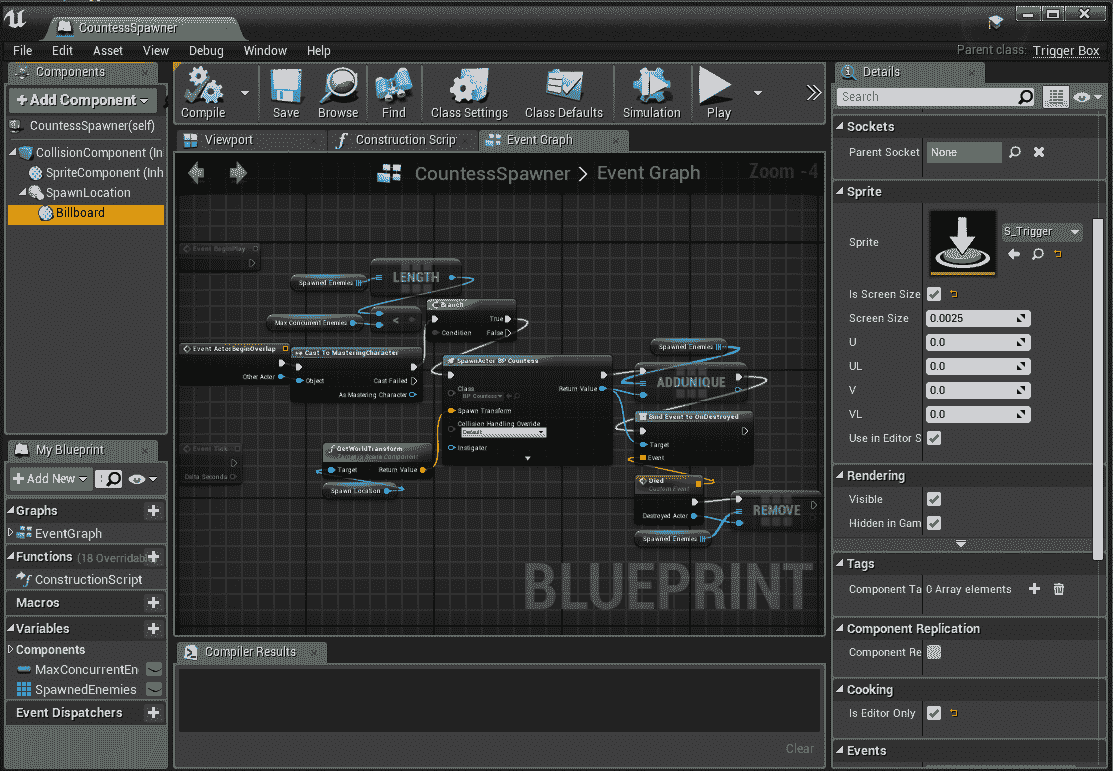 CountessSpawner
File Edit Asset View Debug Window Help
Parent class: Trigger Box
Components
+ Add Component
CountessSpawner(self)
CollisionComponent (In
SpriteComponent (Inh
SpawnLocation
Billboard
Compile
Save
Browse
Find
Class Settings
Class Defaults
Simulation
Play
Viewport
Construction Scrip
Event Graph
CountessSpawner > Event Graph
Zoom -4
Event BeginPlay
Spawned Enemies
LENGTH
Max Concurrent Enemies
<
Branch
True
Condition
False
Event ActorBeginOverlap
Other Actor
Cast To MasteringCharacter
Object
Cast Failed
As Mastering Character
SpawnActor BP Countess
Class
BP Countess
Return Value
Spawn Transform
Collision Handling Override
Default
Instigator
Spawned Enemies
ADDUNIQUE
Bind Event to OnDestroyed
Target
Event
Event Tick
Delta Seconds
GetWorldTransform
Target is Scene Component
Target
Return Value
Spawn Location
Died
Custom Event
Destroyed Actor
REMOVE
Spawned Enemies
BLUEPRINT
My Blueprint
+ Add New
Graphs
EventGraph
Functions (18 Overridab
ConstructionScript
Macros
Variables
Components
MaxConcurrentEn
SpawnedEnemies
Event Dispatchers
Compiler Results
Clear
Details
Search
Sockets
Parent Socket None
Sprite
Sprite
S_Trigger
Is Screen Size
Screen Size 0.0025
U 0.0
UL 0.0
V 0.0
VL 0.0
Use in Editor S
Rendering
Visible
Hidden in Gam
Tags
Component Ta 0 Array elements
Component Replication
Component Re
Cooking
Is Editor Only
Events